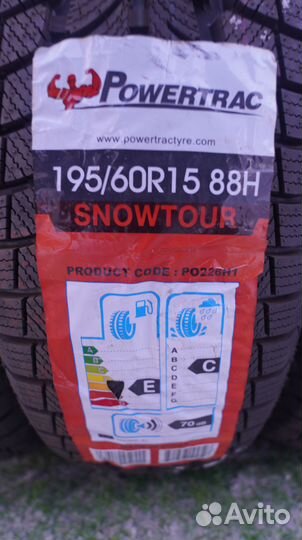 POWERTRAC
www.powertractyre.com
195/60R15 88H
SNOWTOUR
PRODUCT CODE : PO226H1
A
B
E
A
B
C
D
E
F
G
C
70 dB
Avito